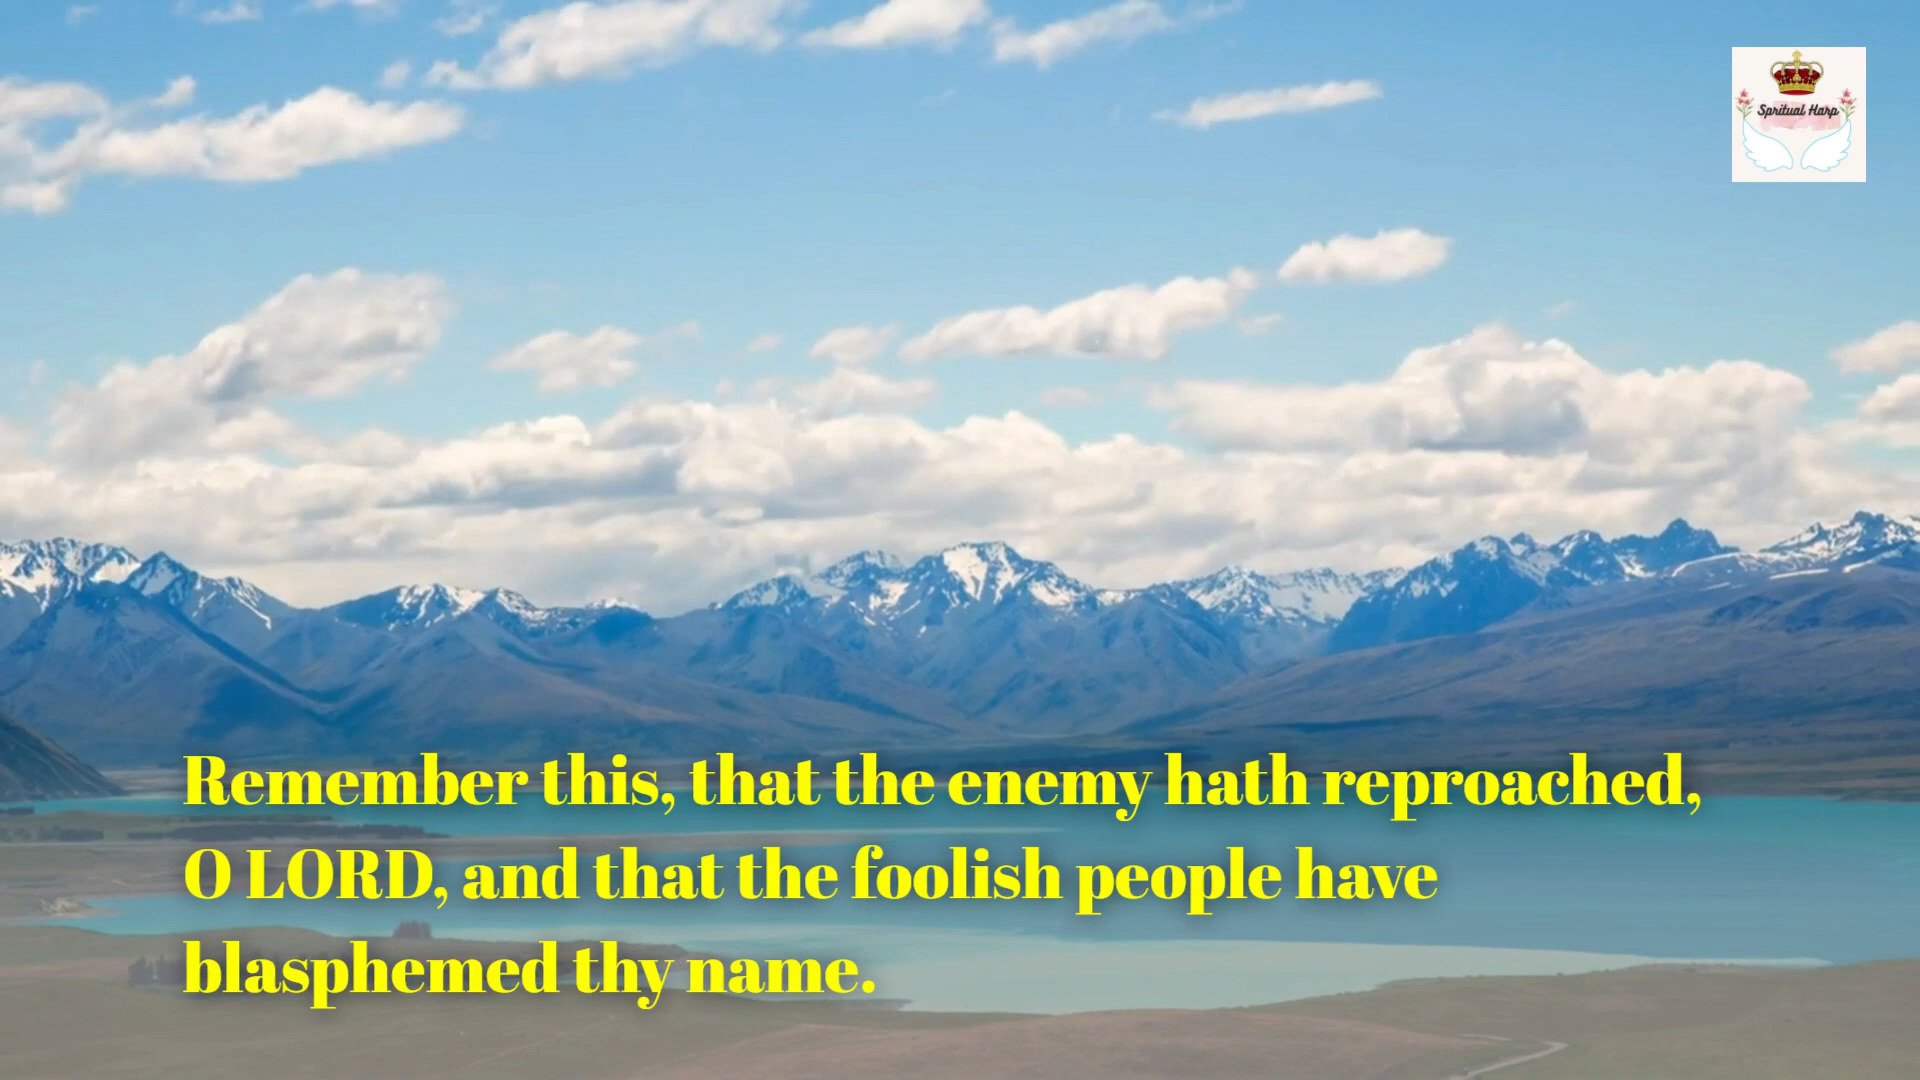 Spritual Harp
Remember this, that the enemy hath reproached,
O LORD, and that the foolish people have
blasphemed thy name.